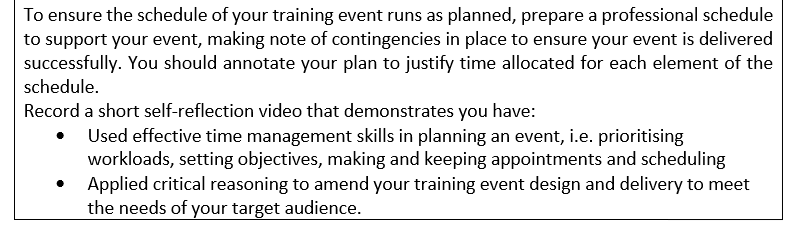 To ensure the schedule of your training event runs as planned, prepare a professional schedule
to support your event, making note of contingencies in place to ensure your event is delivered
successfully. You should annotate your plan to justify time allocated for each element of the
schedule.
Record a short self-reflection video that demonstrates you have:
• Used effective time management skills in planning an event, i.e. prioritising
workloads, setting objectives, making and keeping appointments and scheduling
• Applied critical reasoning to amend your training event design and delivery to meet
the needs of your target audience.